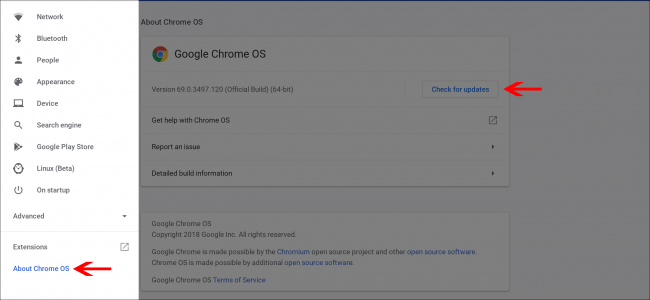 Network
Bluetooth
People
Appearance
Device
Search engine
Google Play Store
Linux (Beta)
On startup
Advanced
Extensions
About Chrome OS
About Chrome OS
Google Chrome OS
Version 69.0.3497.120 (Official Build) (64-bit)
Check for updates
Get help with Chrome OS
Report an issue
Detailed build information
Google Chrome OS
Copyright 2018 Google Inc. All rights reserved.
Google Chrome is made possible by the Chromium open source project and other open source software.
Chrome OS is made possible by additional open source software.
Google Chrome OS Terms of Service